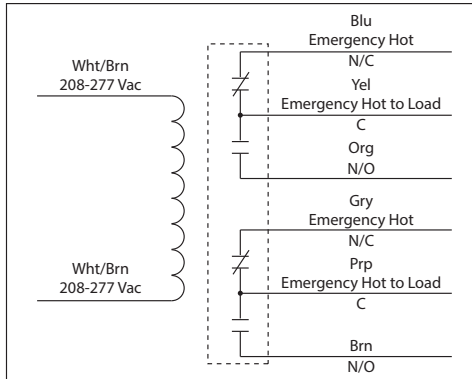 Blu
Emergency Hot
N/C
Wht/Brn
208-277 Vac
Yel
Emergency Hot to Load
C
Org
N/O
Gry
Emergency Hot
N/C
Wht/Brn
208-277 Vac
Prp
Emergency Hot to Load
C
Brn
N/O